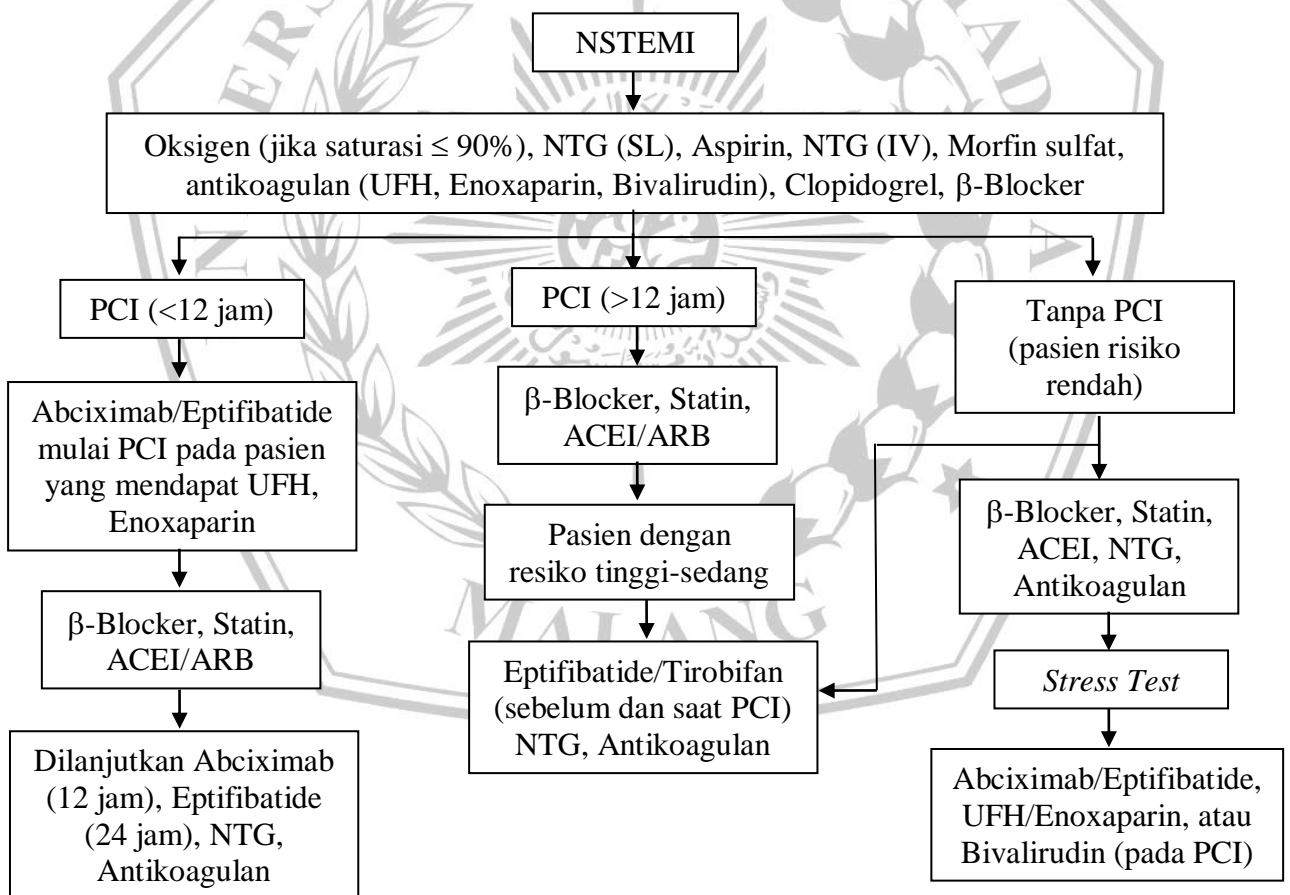 NSTEMI
Oksigen (jika saturasi ≤ 90%), NTG (SL), Aspirin, NTG (IV), Morfin sulfat,
antikoagulan (UFH, Enoxaparin, Bivalirudin), Clopidogrel, β-Blocker
PCI (<12 jam)
Abciximab/Eptifibatide
mulai PCI pada pasien
yang mendapat UFH,
Enoxaparin
β-Blocker, Statin,
ACEI/ARB
Dilanjutkan Abciximab
(12 jam), Eptifibatide
(24 jam), NTG,
Antikoagulan
PCI (>12 jam)
β-Blocker, Statin,
ACEI/ARB
Pasien dengan
resiko tinggi-sedang
Eptifibatide/Tirobifan
(sebelum dan saat PCI)
NTG, Antikoagulan
Tanpa PCI
(pasien risiko
rendah)
β-Blocker, Statin,
ACEI, NTG,
Antikoagulan
Stress Test
Abciximab/Eptifibatide,
UFH/Enoxaparin, atau
Bivalirudin (pada PCI)
MALANG